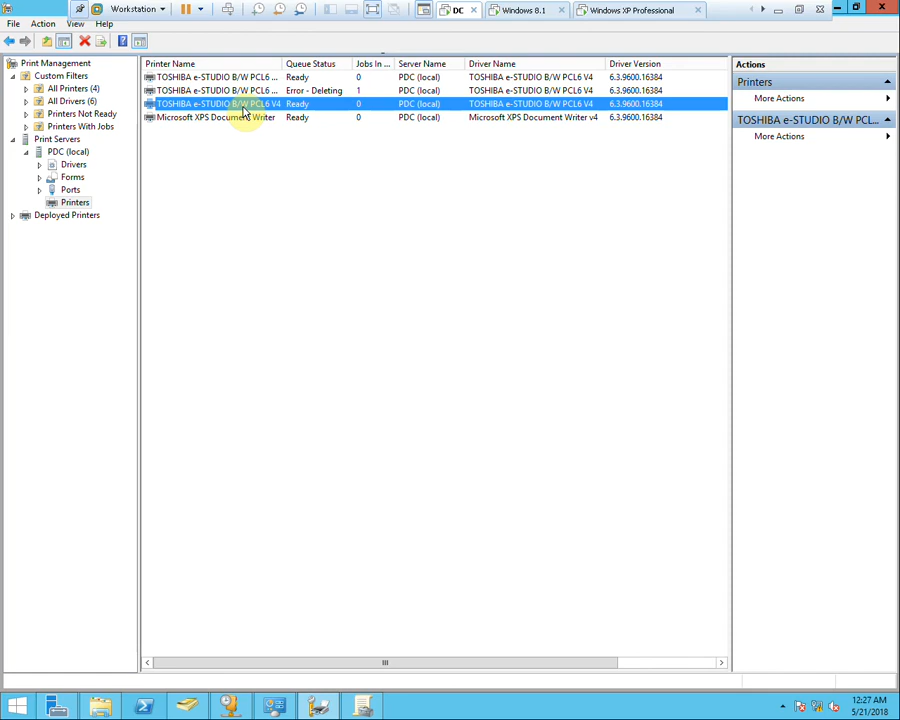 Workstation DC Windows 8.1 Windows XP Professional
File Action View Help
Print Management
Custom Filters
All Printers (4)
All Drivers (6)
Printers Not Ready
Printers With Jobs
Print Servers
PDC (local)
Drivers
Forms
Ports
Printers
Deployed Printers
Printer Name Queue Status Jobs In ... Server Name Driver Name Driver Version
TOSHIBA e-STUDIO B/W PCL6 ... Ready 0 PDC (local) TOSHIBA e-STUDIO B/W PCL6 V4 6.3.9600.16384
TOSHIBA e-STUDIO B/W PCL6 ... Error - Deleting 1 PDC (local) TOSHIBA e-STUDIO B/W PCL6 V4 6.3.9600.16384
TOSHIBA e-STUDIO B/W PCL6 V4 Ready 0 PDC (local) TOSHIBA e-STUDIO B/W PCL6 V4 6.3.9600.16384
Microsoft XPS Document Writer Ready 0 PDC (local) Microsoft XPS Document Writer v4 6.3.9600.16384
Actions
Printers
More Actions
TOSHIBA e-STUDIO B/W PCL...
More Actions
12:27 AM
5/21/2018